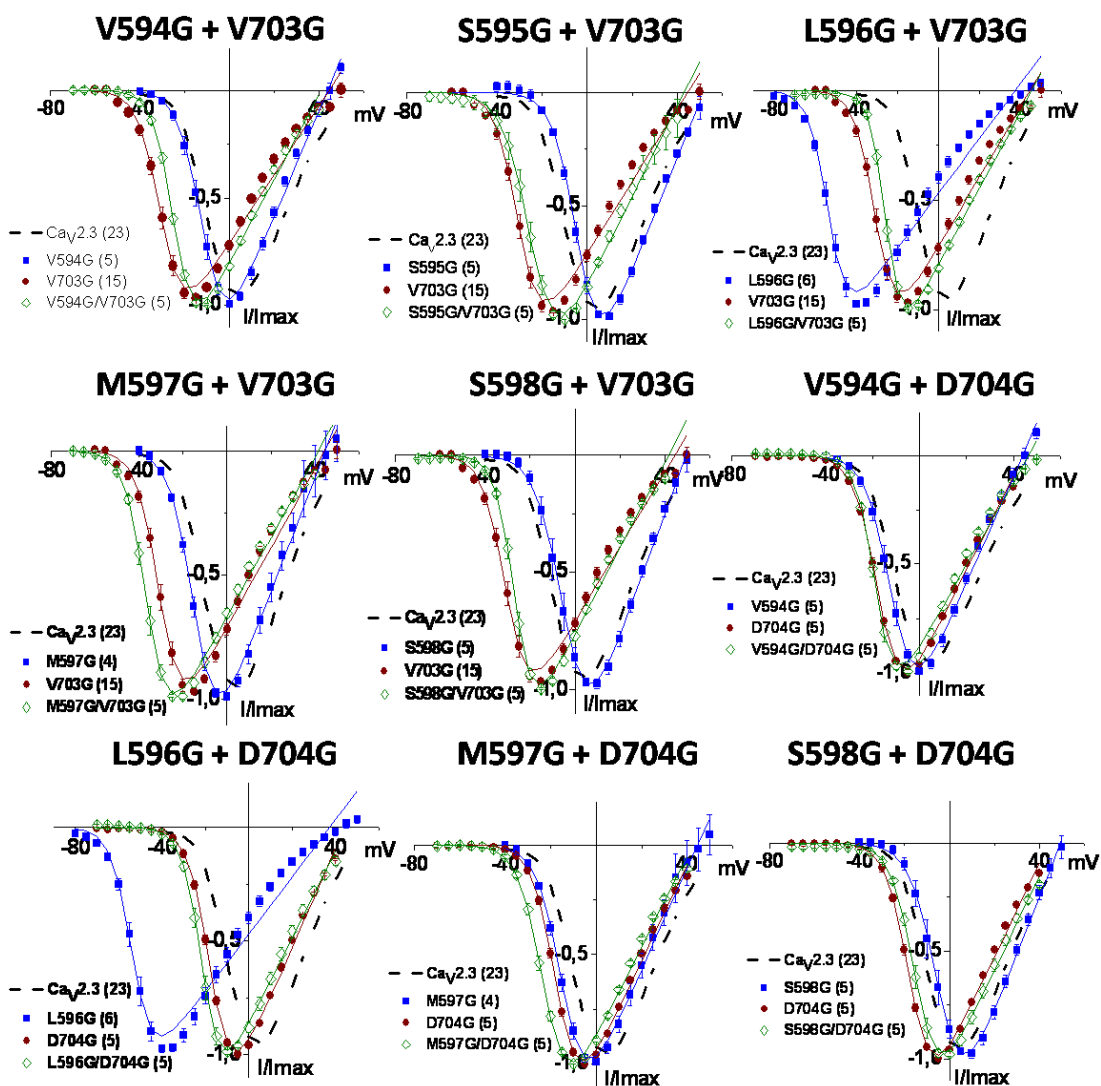 V594G + V703G
-80
-40
40
mV
-0,5
-1,0
I/Imax
CaV2.3 (23)
V594G (5)
V703G (15)
V594G/V703G (5)
S595G + V703G
-80
40
40
mV
-0,5
-1,0
I/Imax
CaV2.3 (23)
S595G (5)
V703G (15)
S595G/V703G (5)
L596G + V703G
-80
-40
40
mV
-0,5
-1,0
I/Imax
CaV2.3 (23)
L596G (6)
V703G (15)
L596G/V703G (5)
M597G + V703G
-80
40
40
mV
-0,5
-1,0
I/Imax
CaV2.3 (23)
M597G (4)
V703G (15)
M597G/V703G (5)
S598G + V703G
-80
40
40
mV
-0,5
-1,0
I/Imax
CaV2.3 (23)
S598G (5)
V703G (15)
S598G/V703G (5)
V594G + D704G
-80
-40
40
mV
-0,5
-1,0
I/Imax
CaV2.3 (23)
V594G (5)
D704G (5)
V594G/D704G (5)
L596G + D704G
-80
-40
40
mV
-0,5
-1,0
I/Imax
CaV2.3 (23)
L596G (6)
D704G (5)
L596G/D704G (5)
M597G + D704G
-80
-40
40
mV
-0,5
-1,0
I/Imax
CaV2.3 (23)
M597G (4)
D704G (5)
M597G/D704G (5)
S598G + D704G
-80
-40
40
mV
-0,5
-1,0
I/Imax
CaV2.3 (23)
S598G (5)
D704G (5)
S598G/D704G (5)